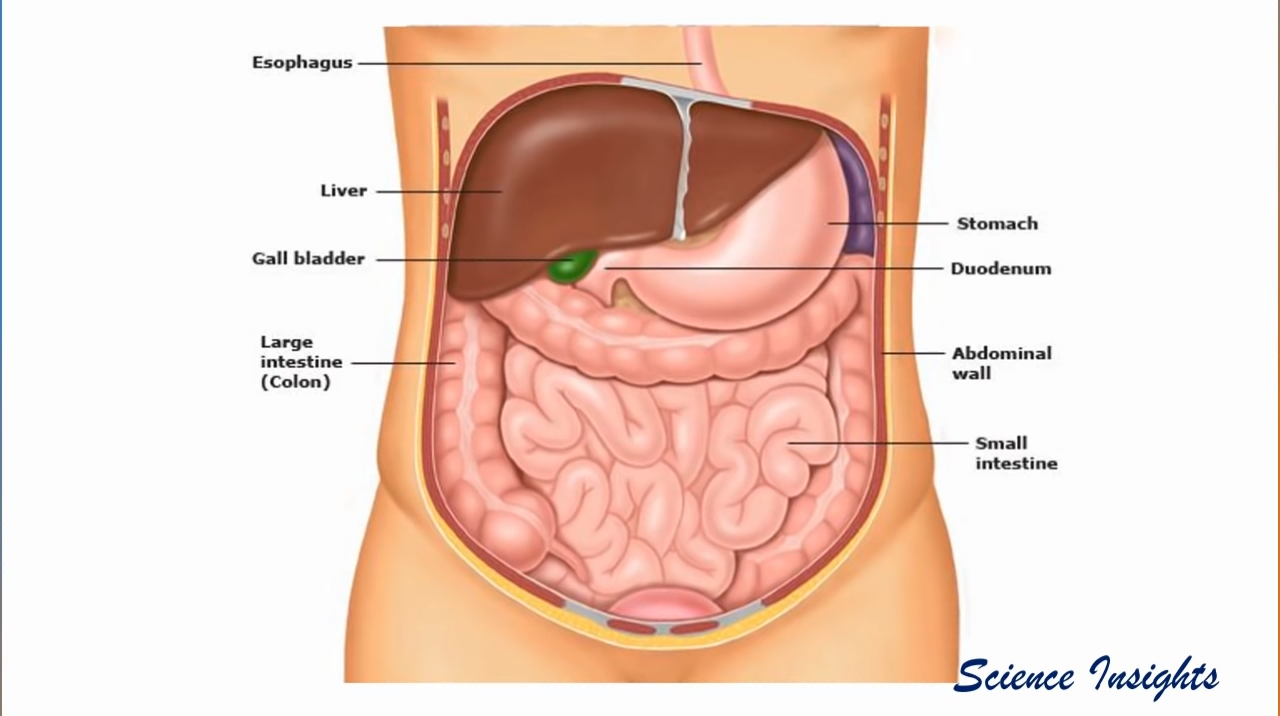 Esophagus
Liver
Gall bladder
Large
intestine
(Colon)
Stomach
Duodenum
Abdominal
wall
Small
intestine
Science Insights